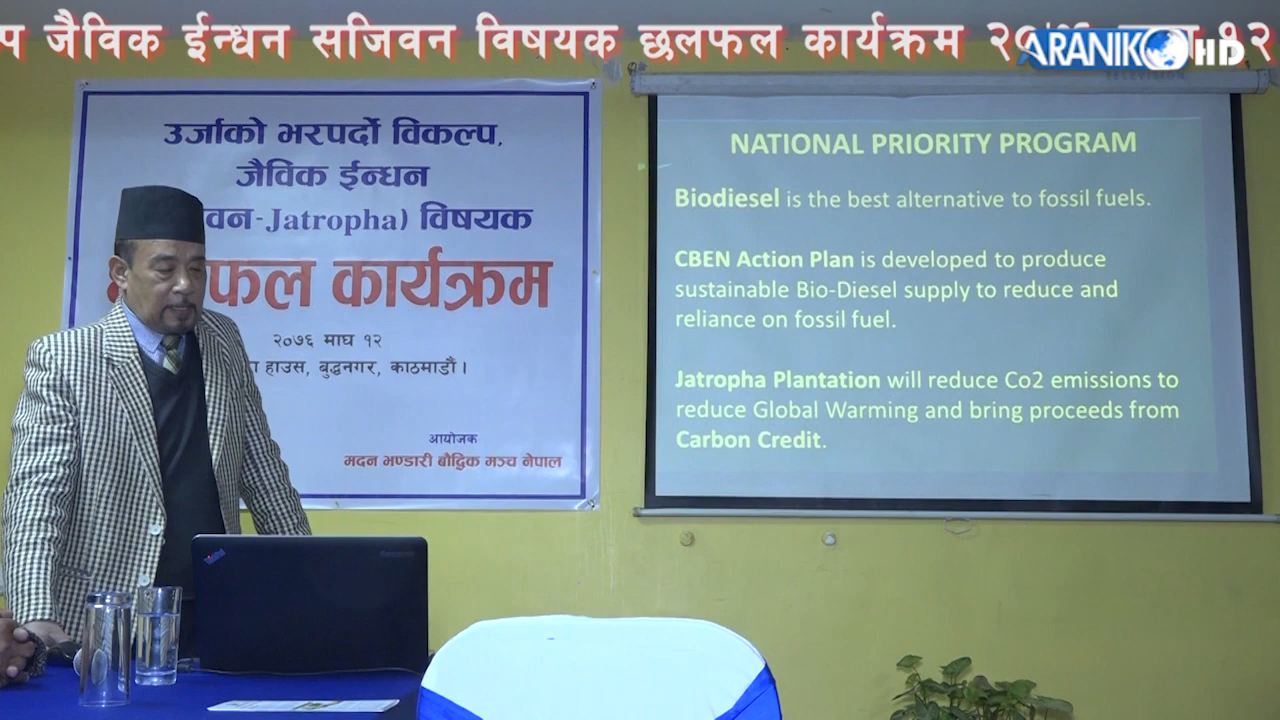 जैविक ईन्धन सजिवन विषयक छलफल कार्यक्रम १२
ARANIKO HD
TELEVISION
उर्जाको भरपर्दो विकल्प,
जैविक ईन्धन
वन-Jatropha) विषयक
फल कार्यक्रम
२०७६ माघ १२
हाउस, बुद्धनगर, काठमाडौं।
आयोजक
मदन भण्डारी बौद्धिक मञ्च नेपाल
NATIONAL PRIORITY PROGRAM
Biodiesel is the best alternative to fossil fuels.
CBEN Action Plan is developed to produce
sustainable Bio-Diesel supply to reduce and
reliance on fossil fuel.
Jatropha Plantation will reduce Co2 emissions to
reduce Global Warming and bring proceeds from
Carbon Credit.